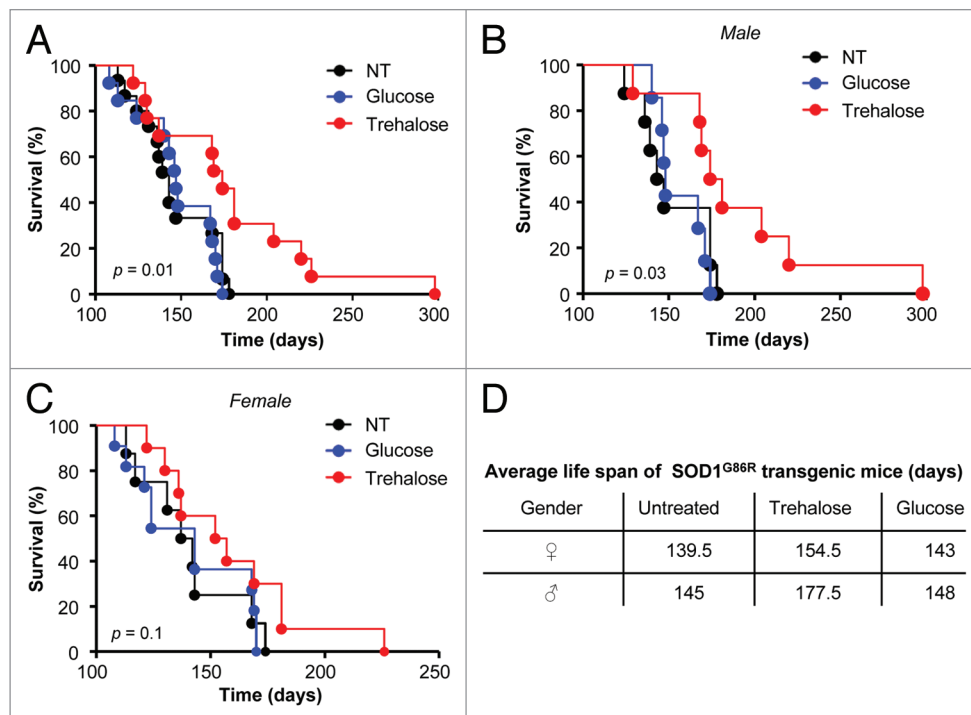 A
NT
Glucose
Trehalose
Survival (%)
100
80
60
40
20
0
p = 0.01
100 150 200 250 300
Time (days)
B
Male
NT
Glucose
Trehalose
Survival (%)
100
80
60
40
20
0
p = 0.03
100 150 200 250 300
Time (days)
C
Female
NT
Glucose
Trehalose
Survival (%)
100
80
60
40
20
0
p = 0.1
100 150 200 250
Time (days)
D
Average life span of SOD1G86R transgenic mice (days)
Gender Untreated Trehalose Glucose
♀ 139.5 154.5 143
♂ 145 177.5 148